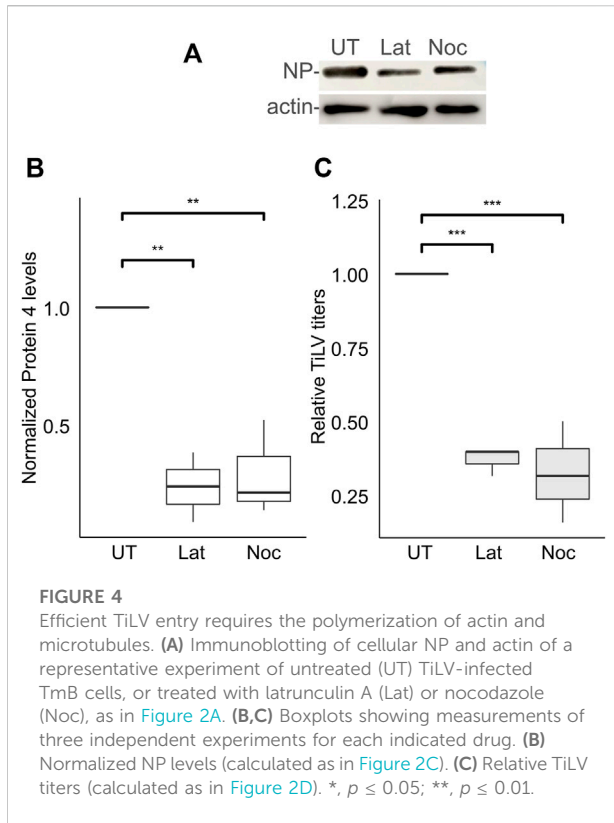 A
UT Lat Noc
NP-
actin-
B
C
Normalized Protein 4 levels
1.0
0.5
**
**
UT Lat Noc
Relative TiLV titers
1.25
1.00
0.75
0.50
0.25
***
***
UT Lat Noc
FIGURE 4
Efficient TiLV entry requires the polymerization of actin and
microtubules. (A) Immunoblotting of cellular NP and actin of a
representative experiment of untreated (UT) TiLV-infected
TmB cells, or treated with latrunculin A (Lat) or nocodazole
(Noc), as in Figure 2A. (B,C) Boxplots showing measurements of
three independent experiments for each indicated drug. (B)
Normalized NP levels (calculated as in Figure 2C). (C) Relative TiLV
titers (calculated as in Figure 2D). *, p ≤ 0.05; **, p ≤ 0.01.